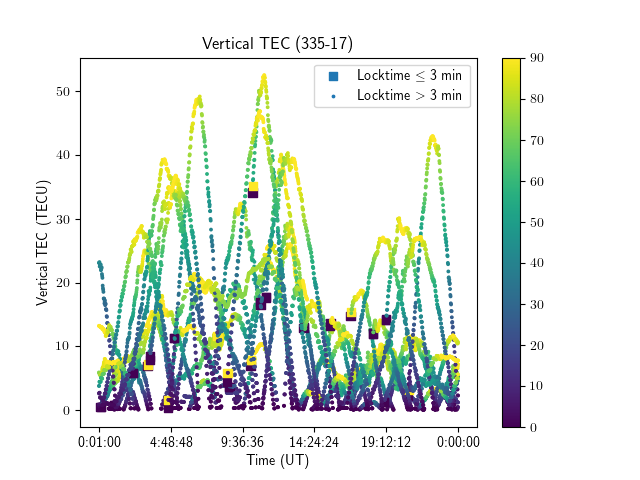 Vertical TEC (335-17)
Locktime ≤ 3 min
Locktime > 3 min
Vertical TEC (TECU)
50
40
30
20
10
0
0:01:00 4:48:48 9:36:36 14:24:24 19:12:12 0:00:00
Time (UT)
90
80
70
60
50
40
30
20
10
0